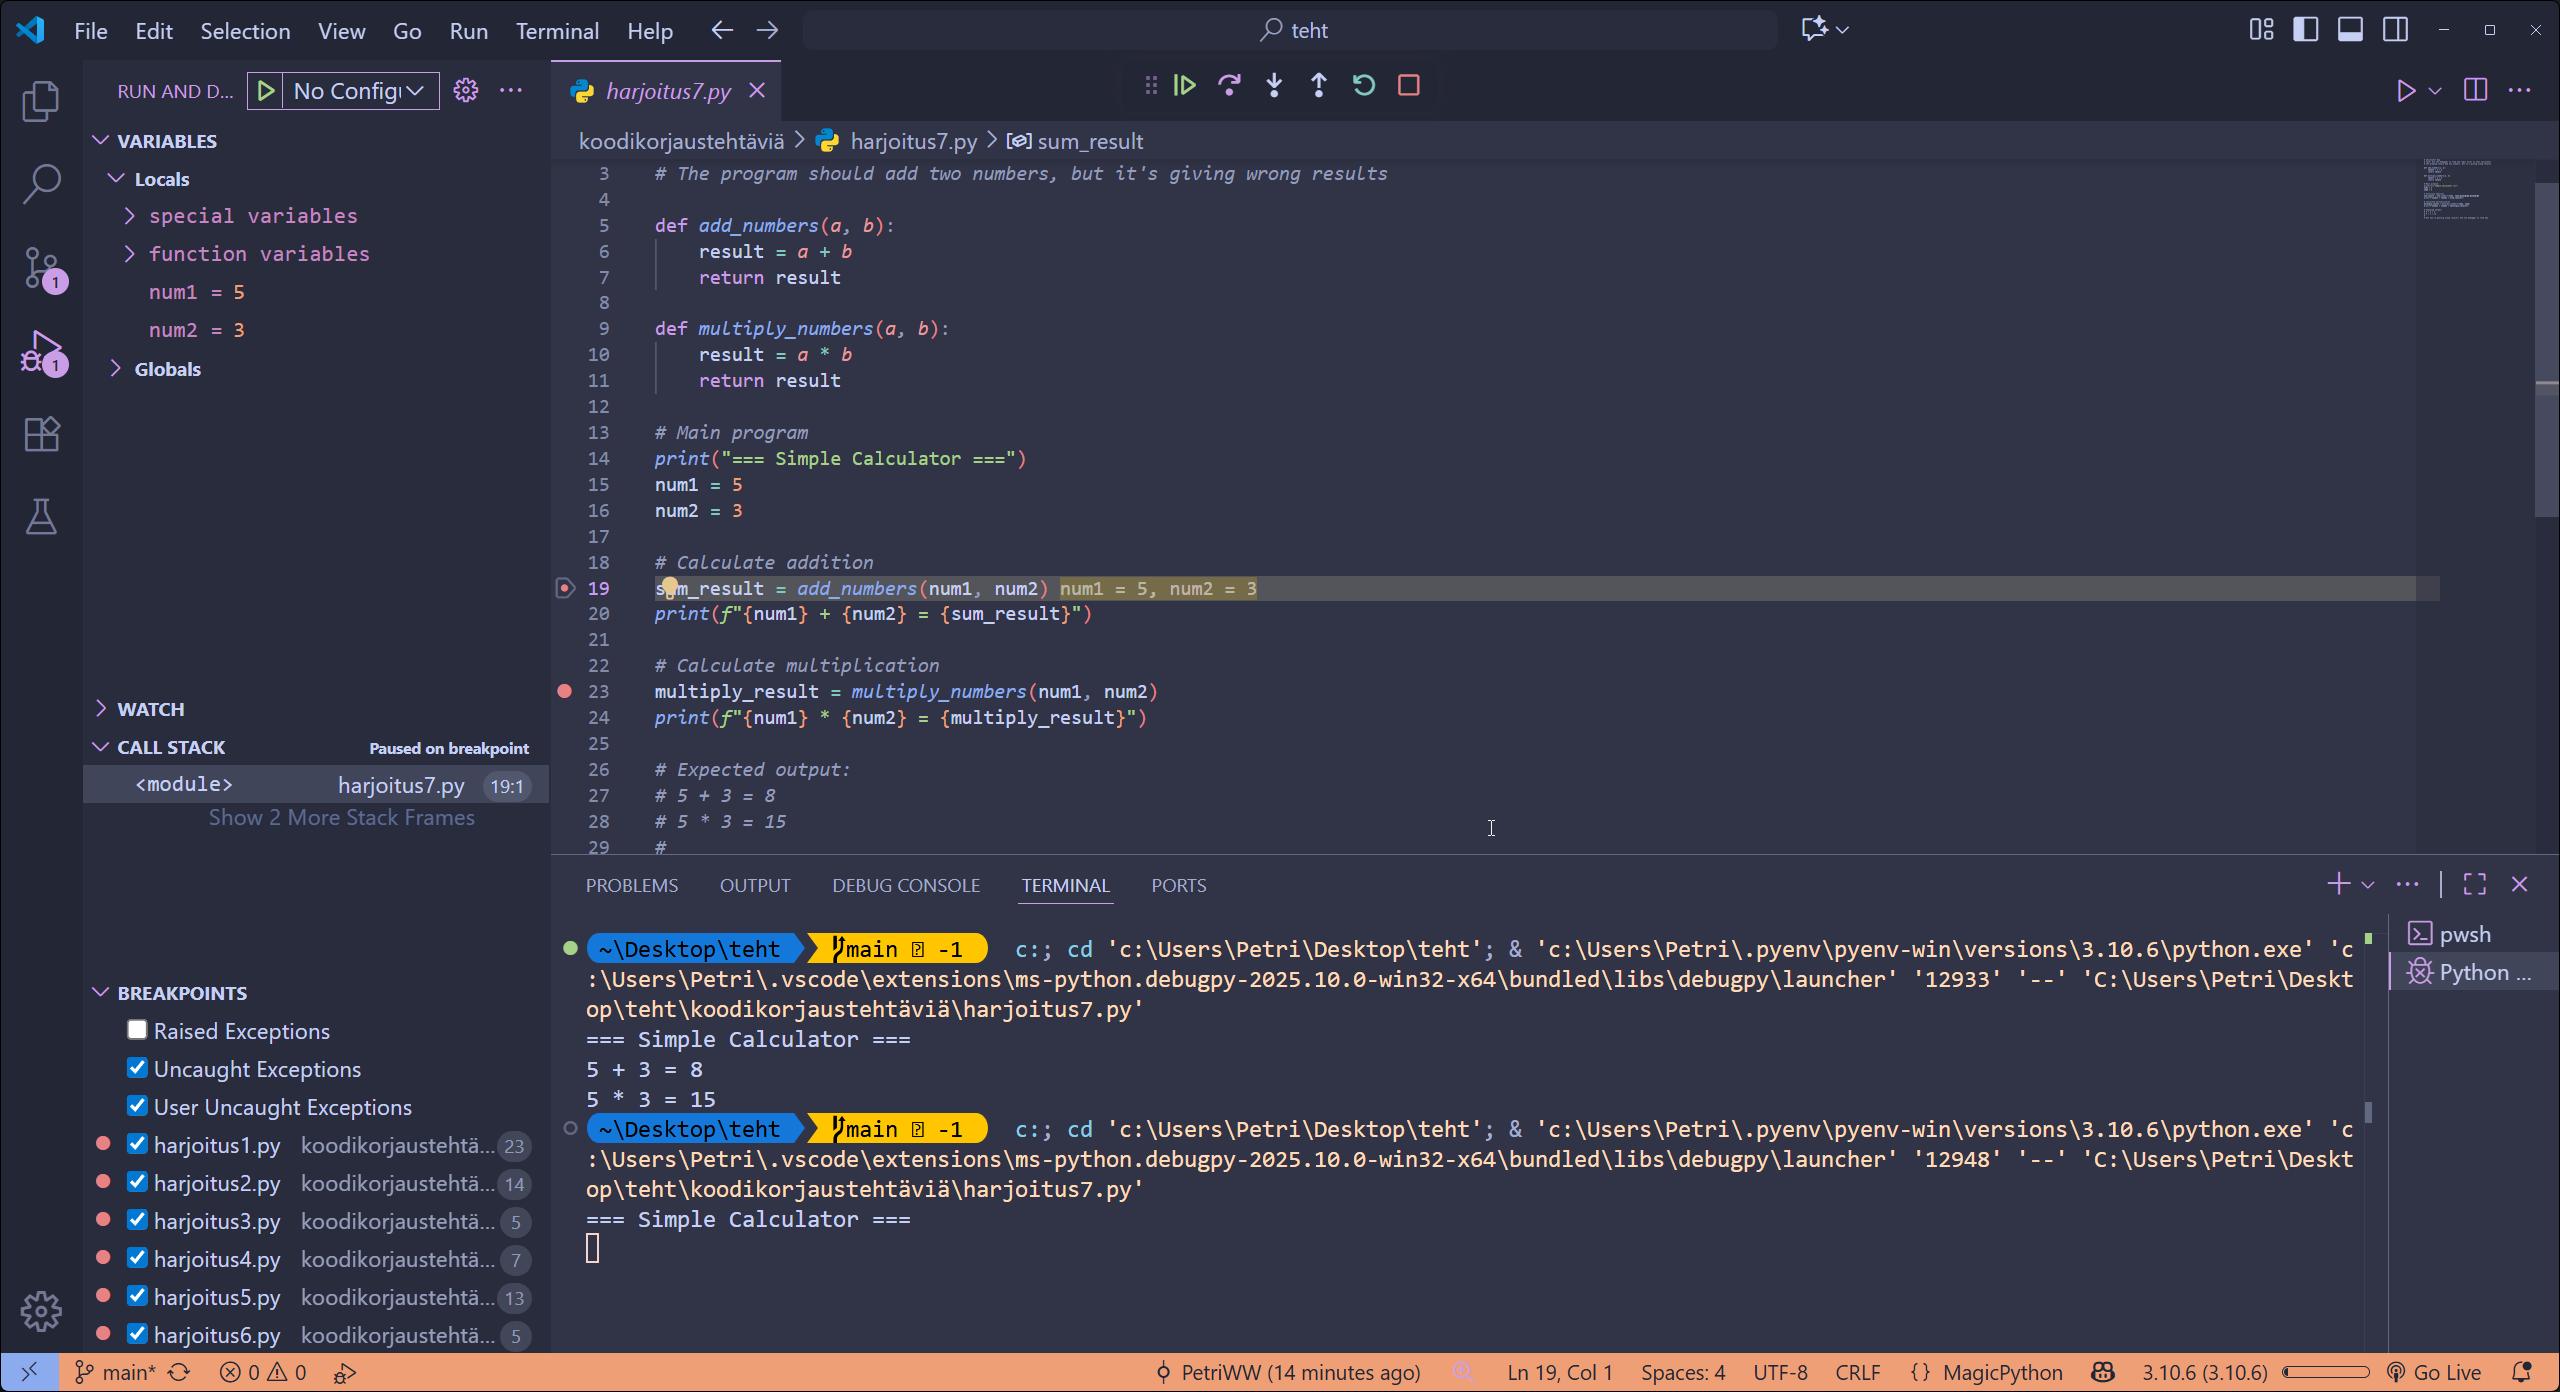 File Edit Selection View Go Run Terminal Help teht
RUN AND D... No Config
VARIABLES
Locals
special variables
function variables
num1 = 5
num2 = 3
Globals
WATCH
CALL STACK Paused on breakpoint
<module> harjoitus7.py 19:1
Show 2 More Stack Frames
BREAKPOINTS
Raised Exceptions
Uncaught Exceptions
User Uncaught Exceptions
harjoitus1.py koodikorjaustehtä... 23
harjoitus2.py koodikorjaustehtä... 14
harjoitus3.py koodikorjaustehtä... 5
harjoitus4.py koodikorjaustehtä... 7
harjoitus5.py koodikorjaustehtä... 13
harjoitus6.py koodikorjaustehtä... 5
1
1
harjoitus7.py
koodikorjaustehtäviä > harjoitus7.py > sum_result
3 # The program should add two numbers, but it's giving wrong results
4
5 def add_numbers(a, b):
6 result = a + b
7 return result
8
9 def multiply_numbers(a, b):
10 result = a * b
11 return result
12
13 # Main program
14 print("=== Simple Calculator ===")
15 num1 = 5
16 num2 = 3
17
18 # Calculate addition
19 sum_result = add_numbers(num1, num2) num1 = 5, num2 = 3
20 print(f"{num1} + {num2} = {sum_result}")
21
22 # Calculate multiplication
23 multiply_result = multiply_numbers(num1, num2)
24 print(f"{num1} * {num2} = {multiply_result}")
25
26 # Expected output:
27 # 5 + 3 = 8
28 # 5 * 3 = 15
29 #
PROBLEMS OUTPUT DEBUG CONSOLE TERMINAL PORTS
~\Desktop\teht main -1 c:; cd 'c:\Users\Petri\Desktop\teht'; & 'c:\Users\Petri\.pyenv\pyenv-win\versions\3.10.6\python.exe' 'c
:\Users\Petri\.vscode\extensions\ms-python.debugpy-2025.10.0-win32-x64\bundled\libs\debugpy\launcher' '12933' '--' 'C:\Users\Petri\Deskt
op\teht\koodikorjaustehtäviä\harjoitus7.py'
=== Simple Calculator ===
5 + 3 = 8
5 * 3 = 15
~\Desktop\teht main -1 c:; cd 'c:\Users\Petri\Desktop\teht'; & 'c:\Users\Petri\.pyenv\pyenv-win\versions\3.10.6\python.exe' 'c
:\Users\Petri\.vscode\extensions\ms-python.debugpy-2025.10.0-win32-x64\bundled\libs\debugpy\launcher' '12948' '--' 'C:\Users\Petri\Deskt
op\teht\koodikorjaustehtäviä\harjoitus7.py'
=== Simple Calculator ===
pwsh
Python ...
main* 0 0 PetriWW (14 minutes ago) Ln 19, Col 1 Spaces: 4 UTF-8 CRLF {} MagicPython 3.10.6 (3.10.6) Go Live